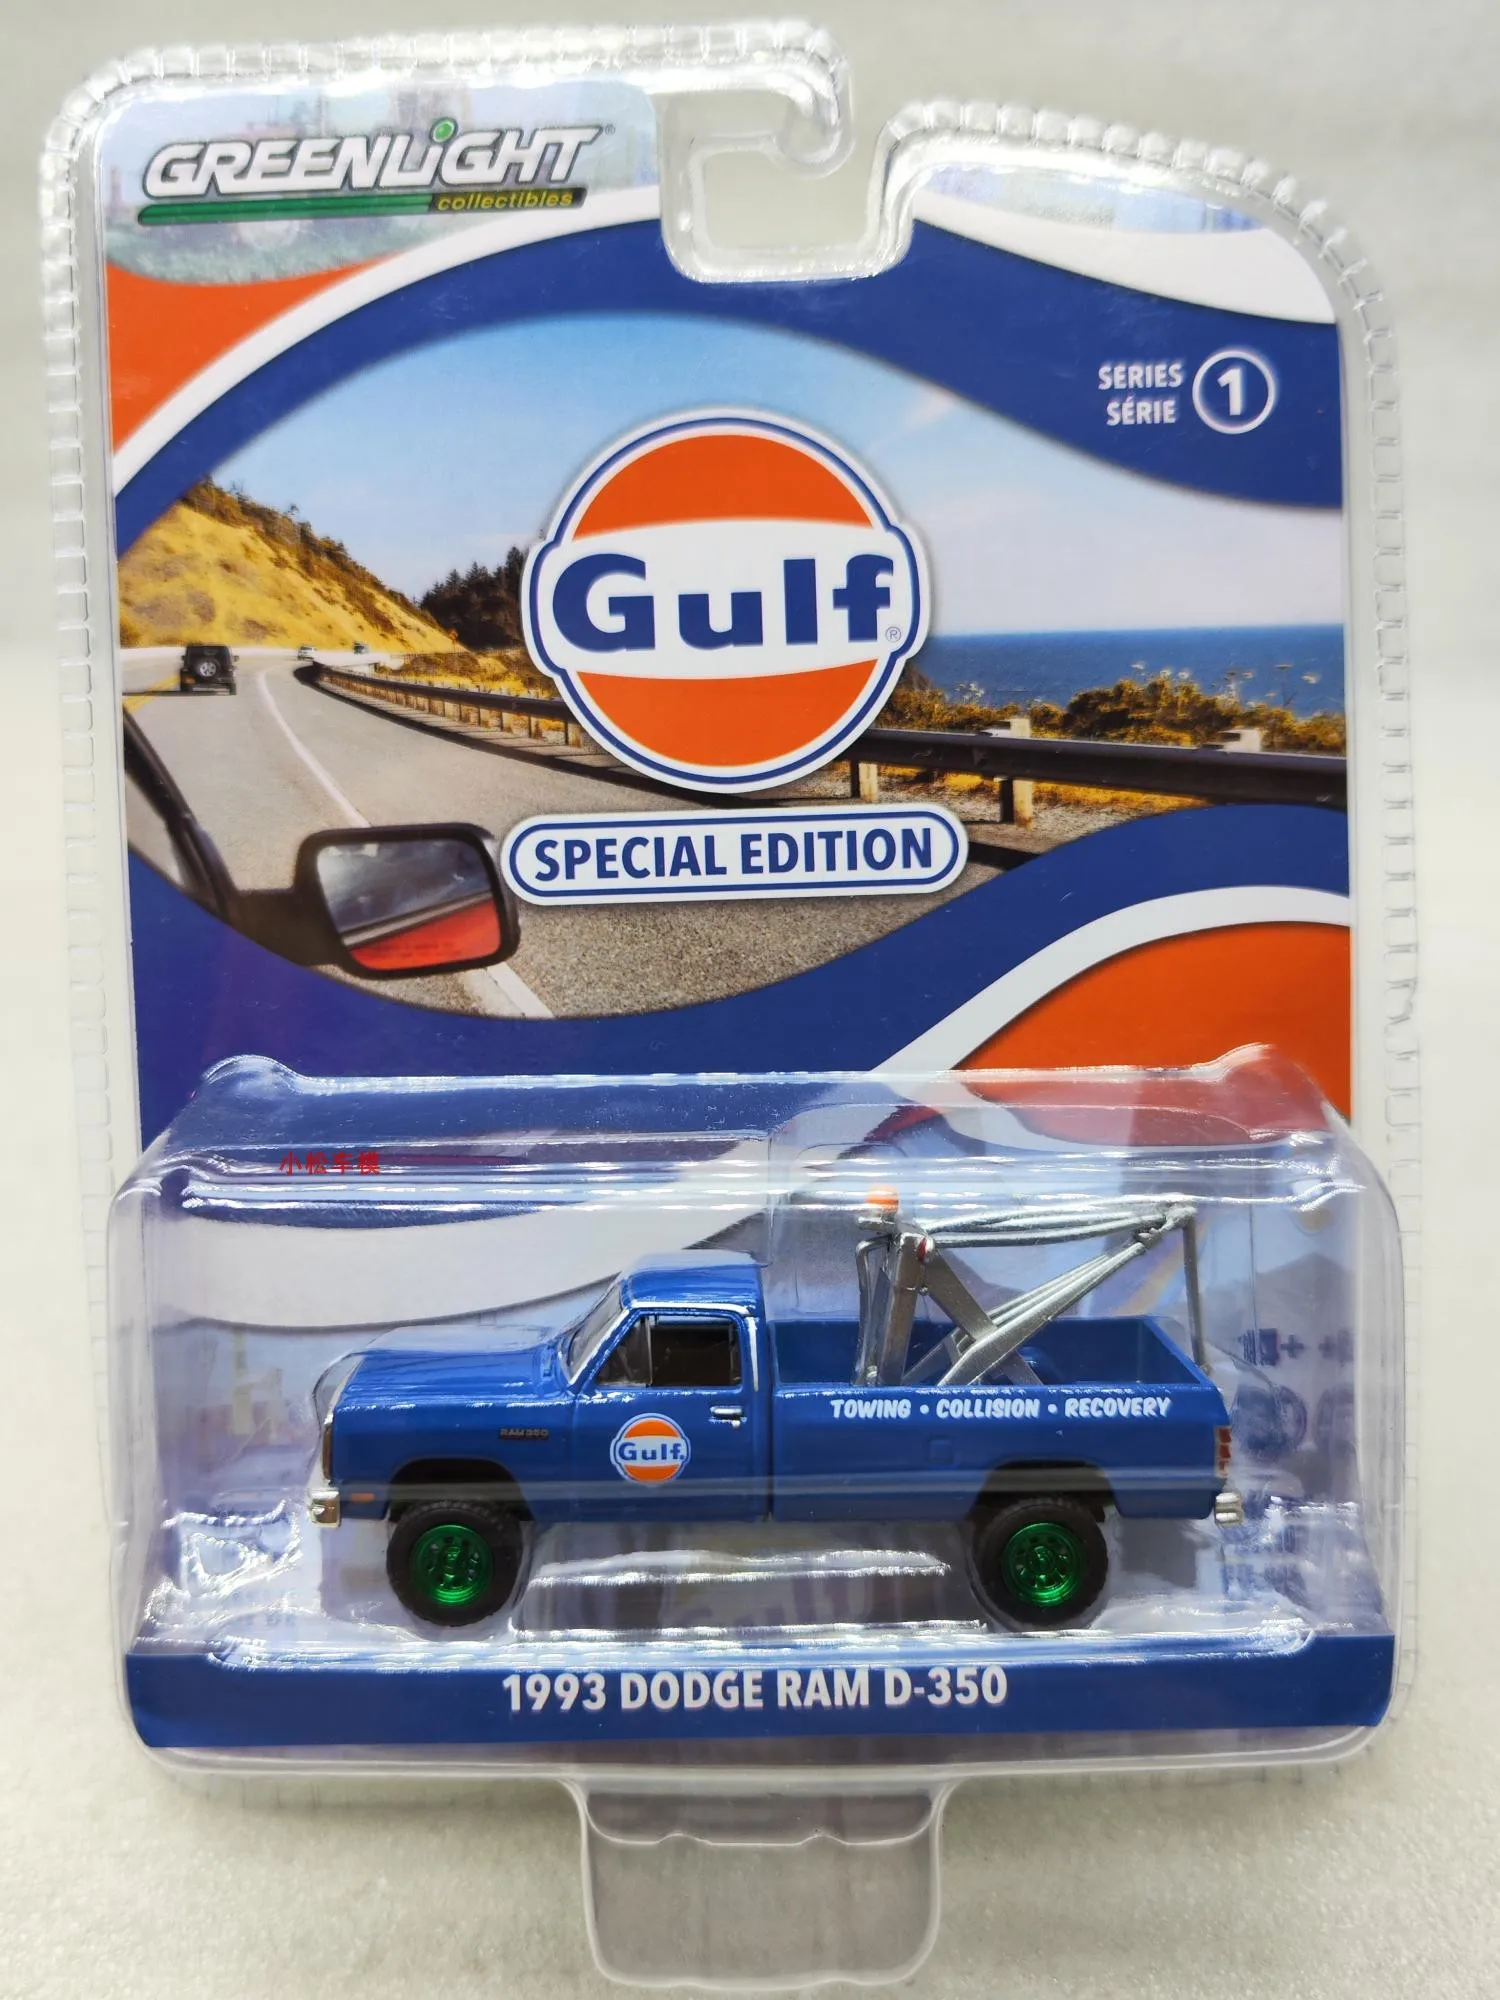 GREENLIGHT®
collectibles
SERIES
SÉRIE
1
Gulf®
SPECIAL EDITION
小松车模
TOWING • COLLISION • RECOVERY
RAM 350
Gulf®
1993 DODGE RAM D-350